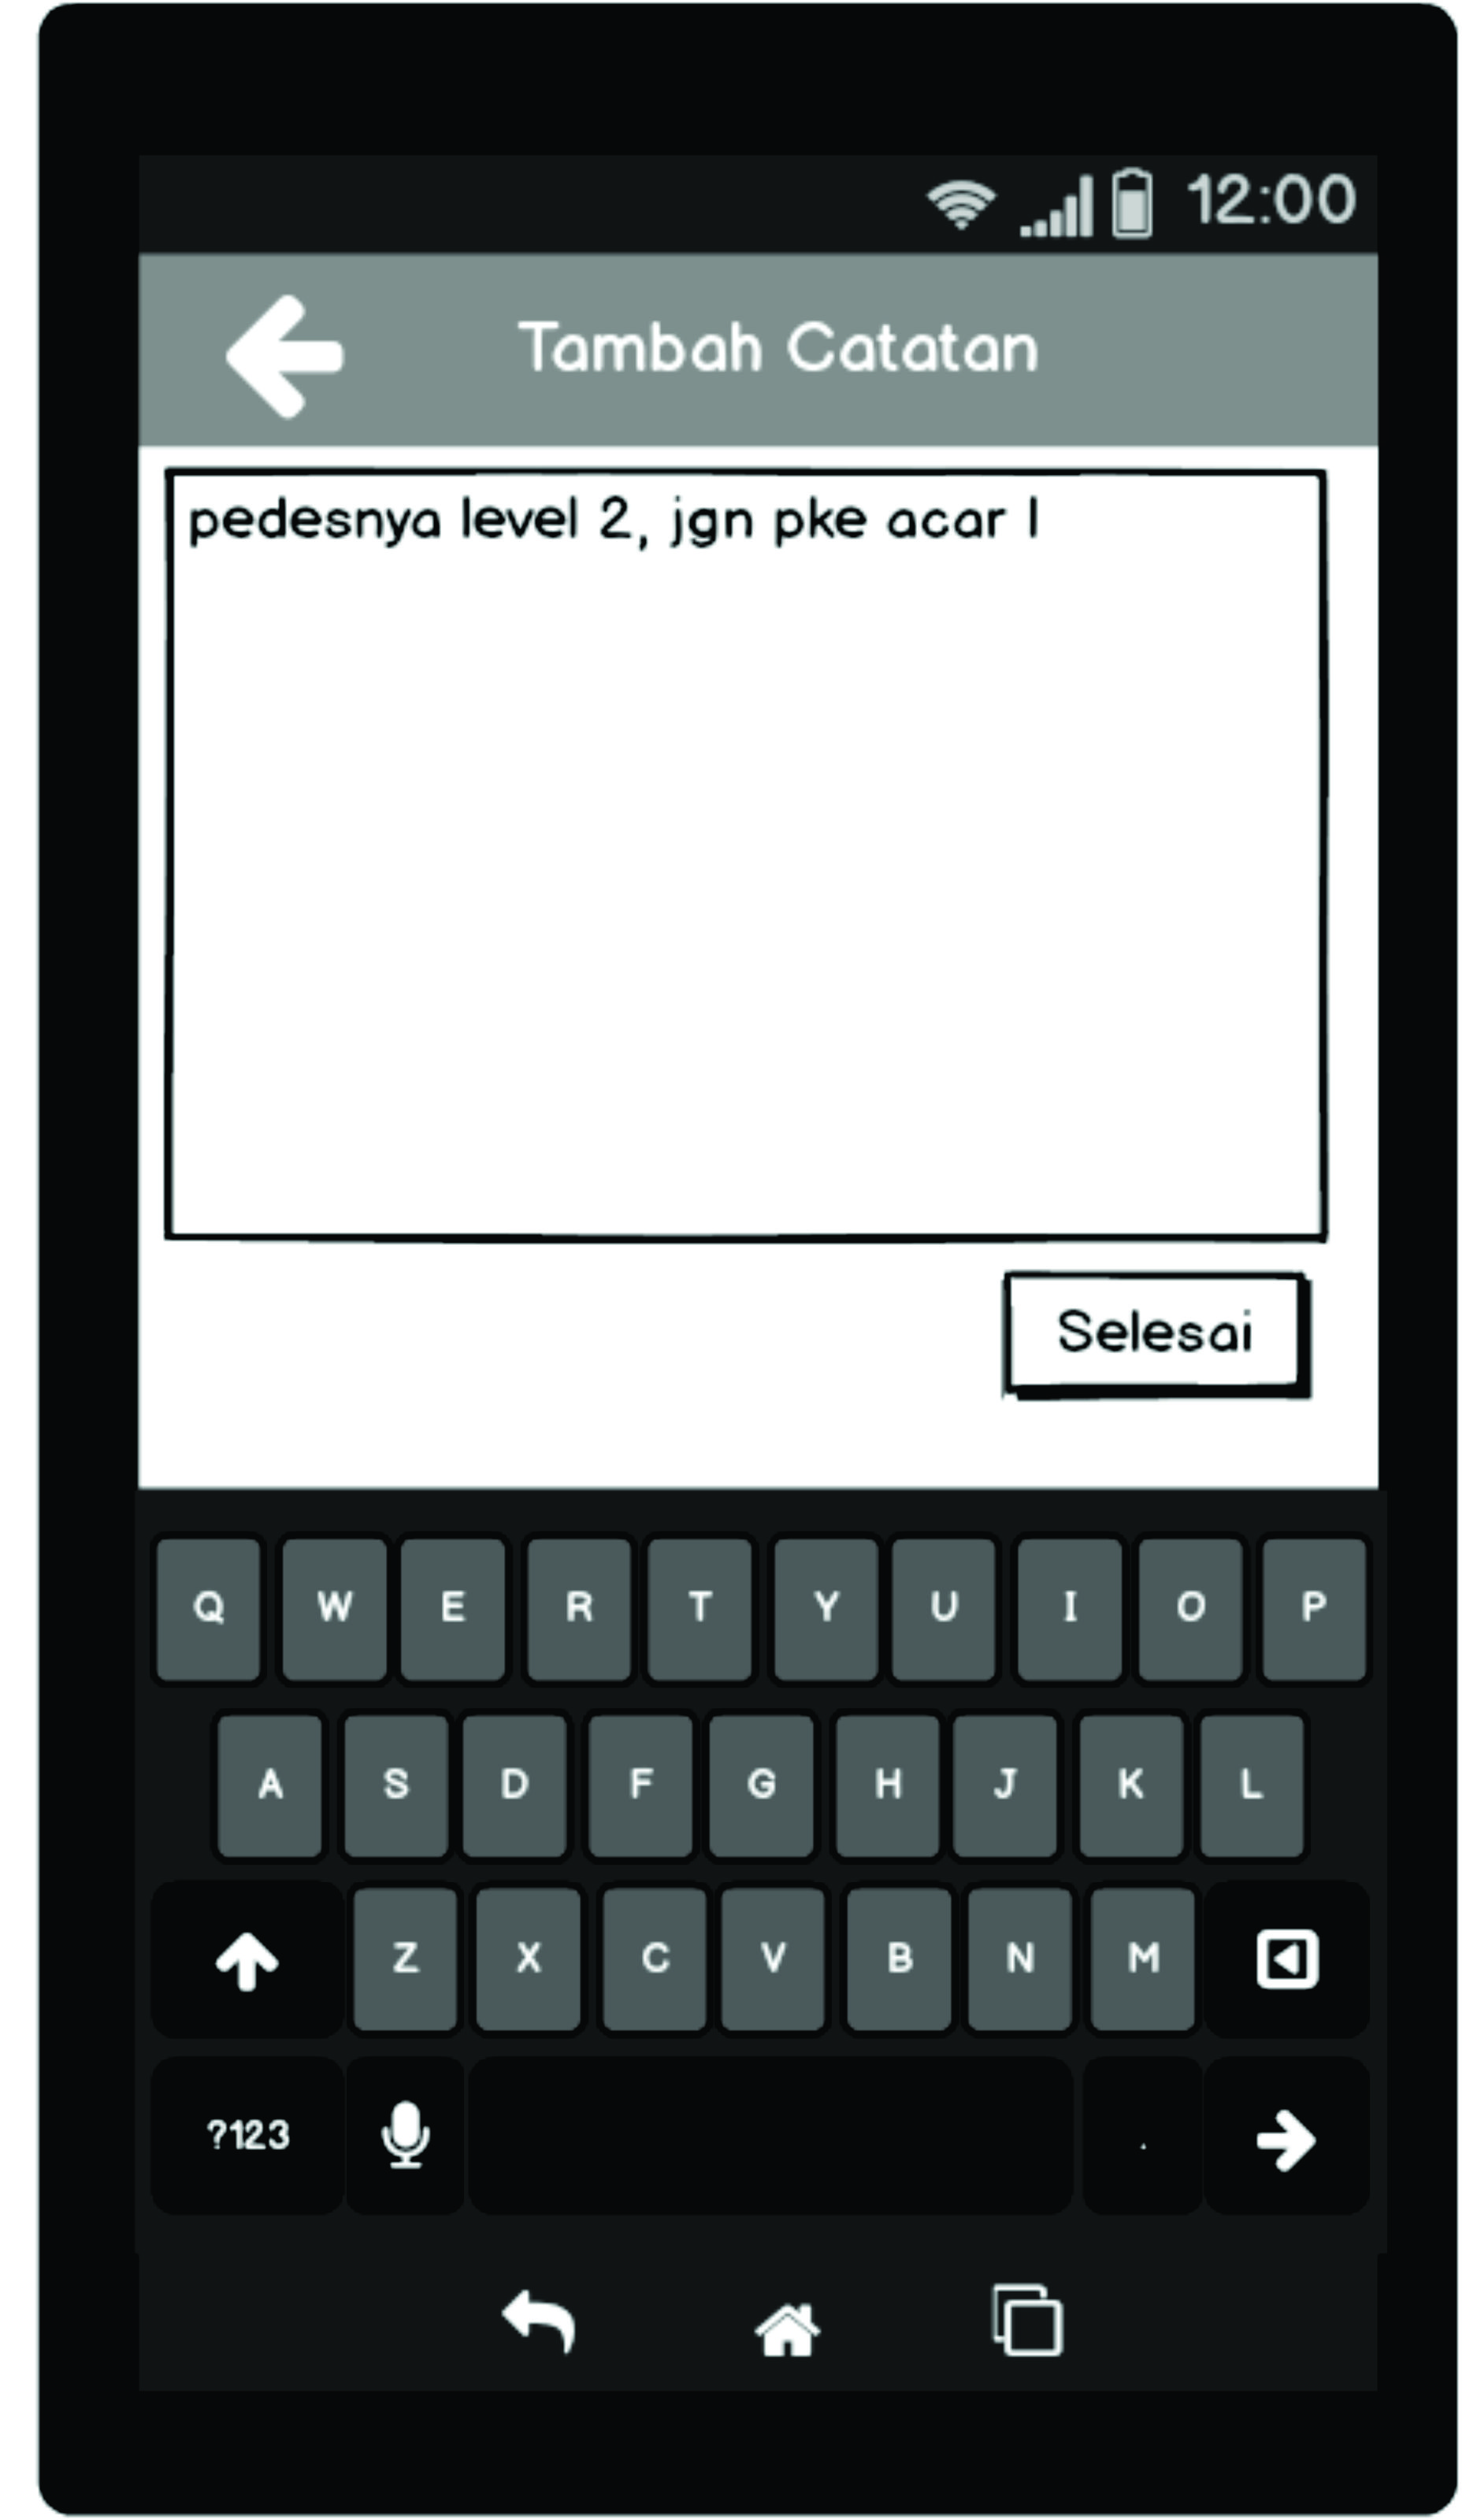 12:00
Tambah Catatan
pedesnya level 2, jgn pke acar |
Selesai
Q W E R T Y U I O P
A S D F G H J K L
Z X C V B N M
?123 .